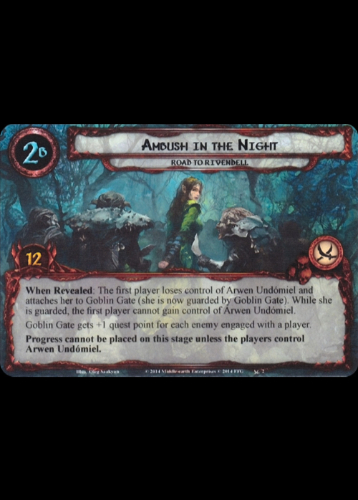 2B
AMBUSH IN THE NIGHT
ROAD TO RIVENDELL
12
When Revealed: The first player loses control of Arwen Undómiel and
attaches her to Goblin Gate (she is now guarded by Goblin Gate). While she
is guarded, the first player cannot gain control of Arwen Undómiel.
Goblin Gate gets +1 quest point for each enemy engaged with a player.
Progress cannot be placed on this stage unless the players control
Arwen Undómiel.
© 2014 Middle-earth Enterprises © 2014 FFG